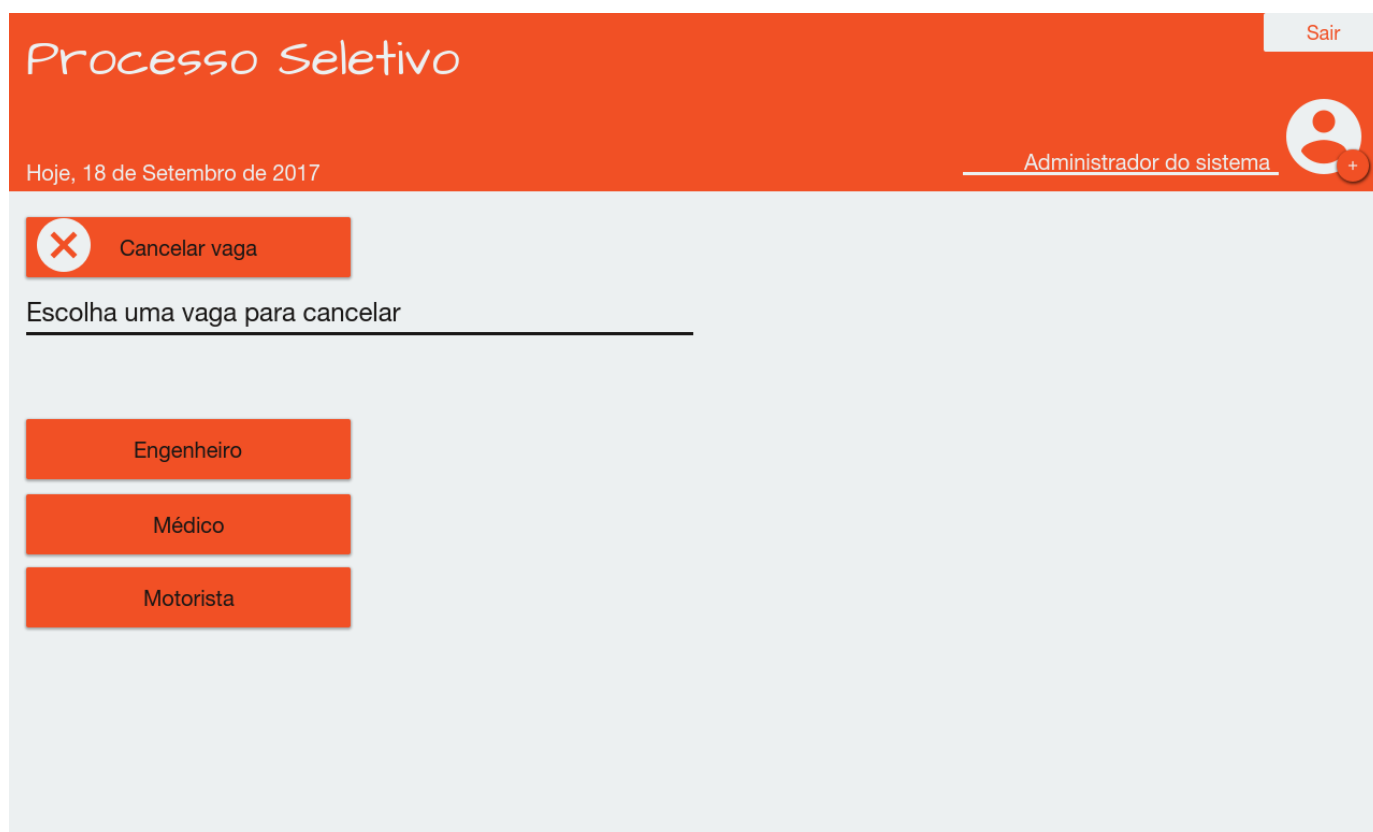 Sair
Processo Seletivo
Administrador do sistema
+
Hoje, 18 de Setembro de 2017
Cancelar vaga
Escolha uma vaga para cancelar
Engenheiro
Médico
Motorista